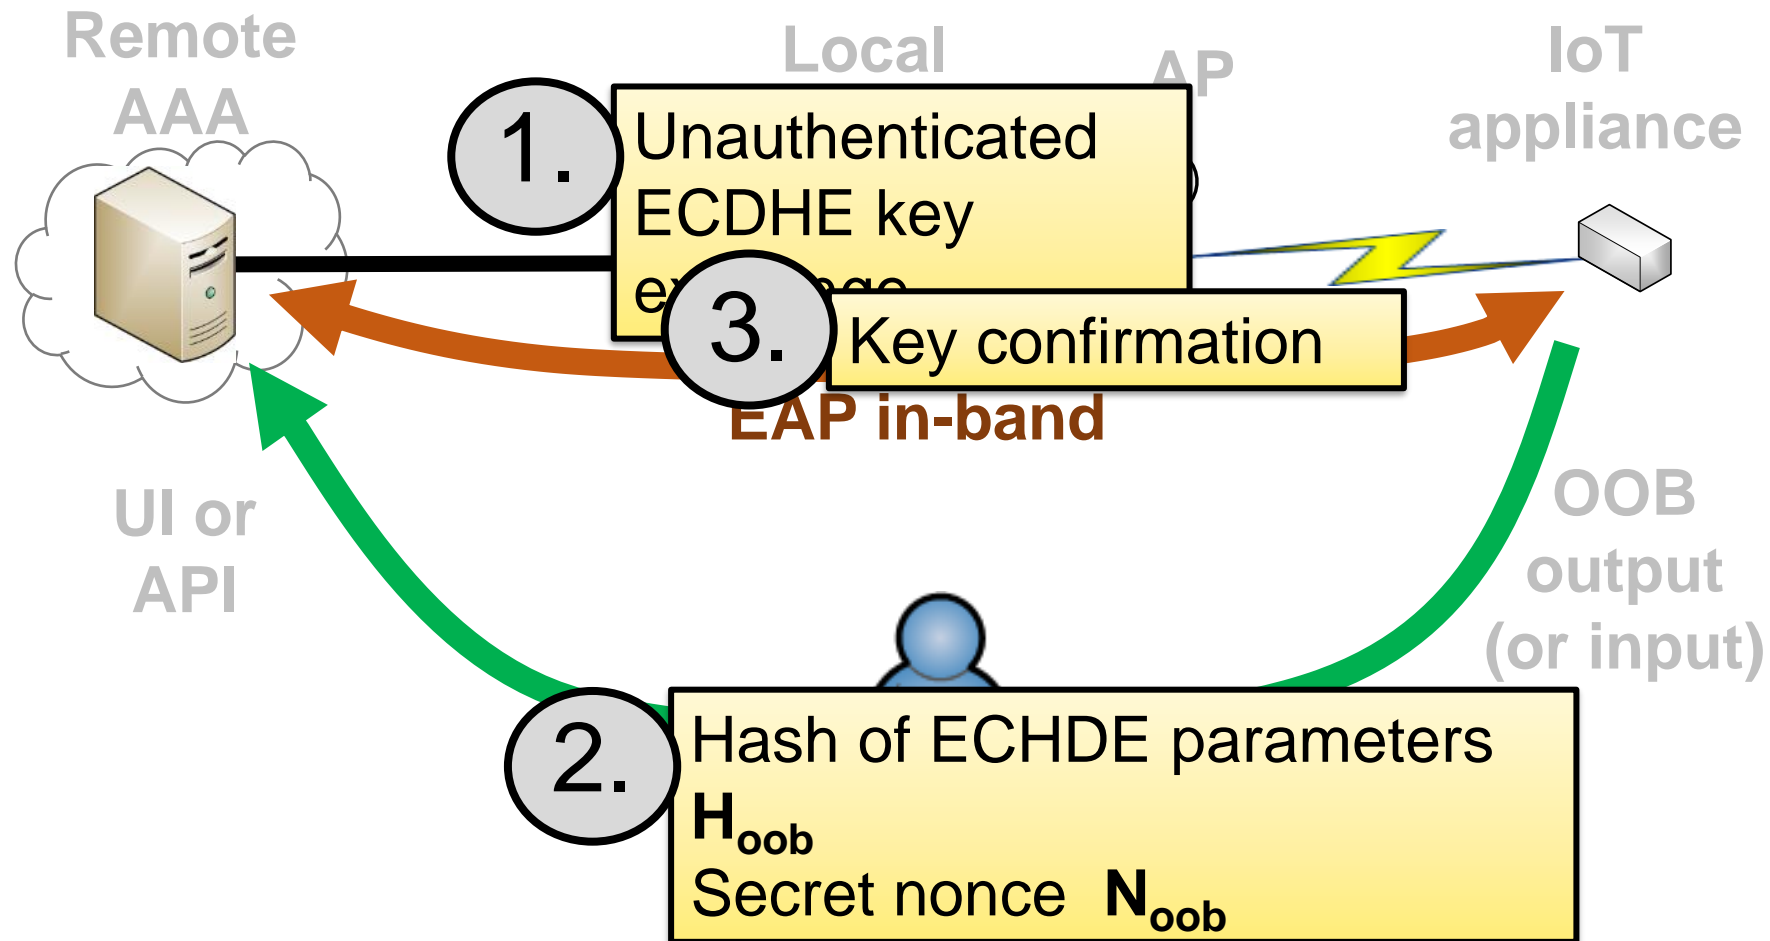 Remote
AAA
Local
AP
IoT
appliance
1.
Unauthenticated
ECDHE key
3.
Key confirmation
EAP in-band
UI or
API
OOB
output
(or input)
2.
Hash of ECHDE parameters
Hoob
Secret nonce Noob